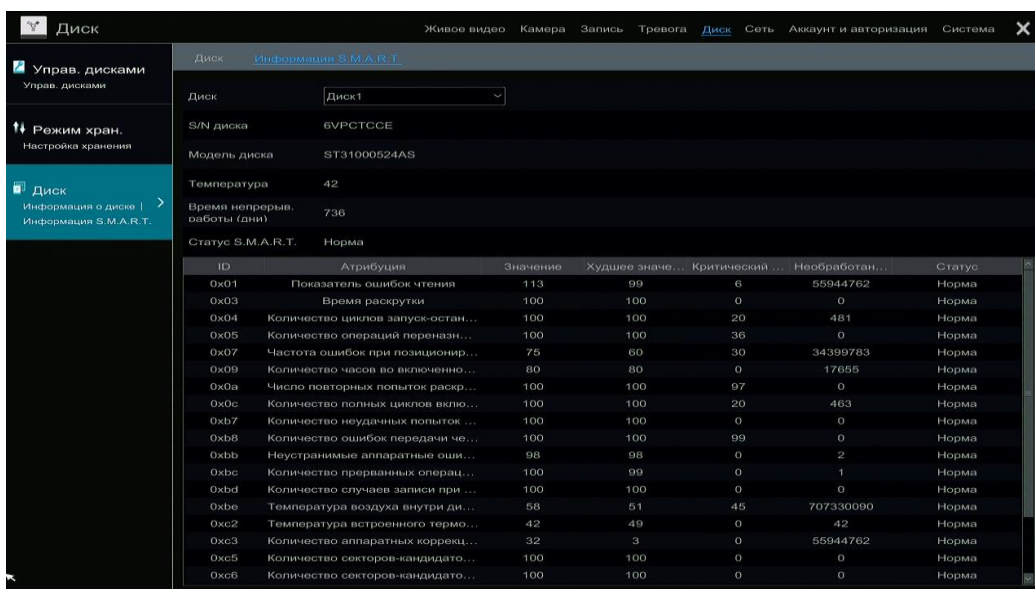 Диск
Живое видео Камера Запись Тревога Диск Сеть Аккаунт и авторизация Система
Управ. дисками
Управ. дисками
Режим хран.
Настройка хранения
Диск
Информация о диске |
Информация S.M.A.R.T.
Диск Информация S.M.A.R.T.
Диск Диск1
S/N диска 6VPCTCCE
Модель диска ST31000524AS
Температура 42
Время непрерыв.
работы (дни) 736
Статус S.M.A.R.T. Норма
ID Атрибуция Значение Худшее значе... Критический ... Необработан... Статус
0x01 Показатель ошибок чтения 113 99 6 55944762 Норма
0x03 Время раскрутки 100 100 0 0 Норма
0x04 Количество циклов запуск-остан... 100 100 20 481 Норма
0x05 Количество операций переназн... 100 100 36 0 Норма
0x07 Частота ошибок при позиционир... 75 60 30 34399783 Норма
0x09 Количество часов во включенно... 80 80 0 17655 Норма
0x0a Число повторных попыток раскр... 100 100 97 0 Норма
0x0c Количество полных циклов вклю... 100 100 20 463 Норма
0xb7 Количество неудачных попыток ... 100 100 0 0 Норма
0xb8 Количество ошибок передачи че... 100 100 99 0 Норма
0xbb Неустранимые аппаратные оши... 98 98 0 2 Норма
0xbc Количество прерванных операц... 100 99 0 1 Норма
0xbd Количество случаев записи при ... 100 100 0 0 Норма
0xbe Температура воздуха внутри ди... 58 51 45 707330090 Норма
0xc2 Температура встроенного термо... 42 49 0 42 Норма
0xc3 Количество аппаратных коррекц... 32 3 0 55944762 Норма
0xc5 Количество секторов-кандидато... 100 100 0 0 Норма
0xc6 Количество секторов-кандидато... 100 100 0 0 Норма